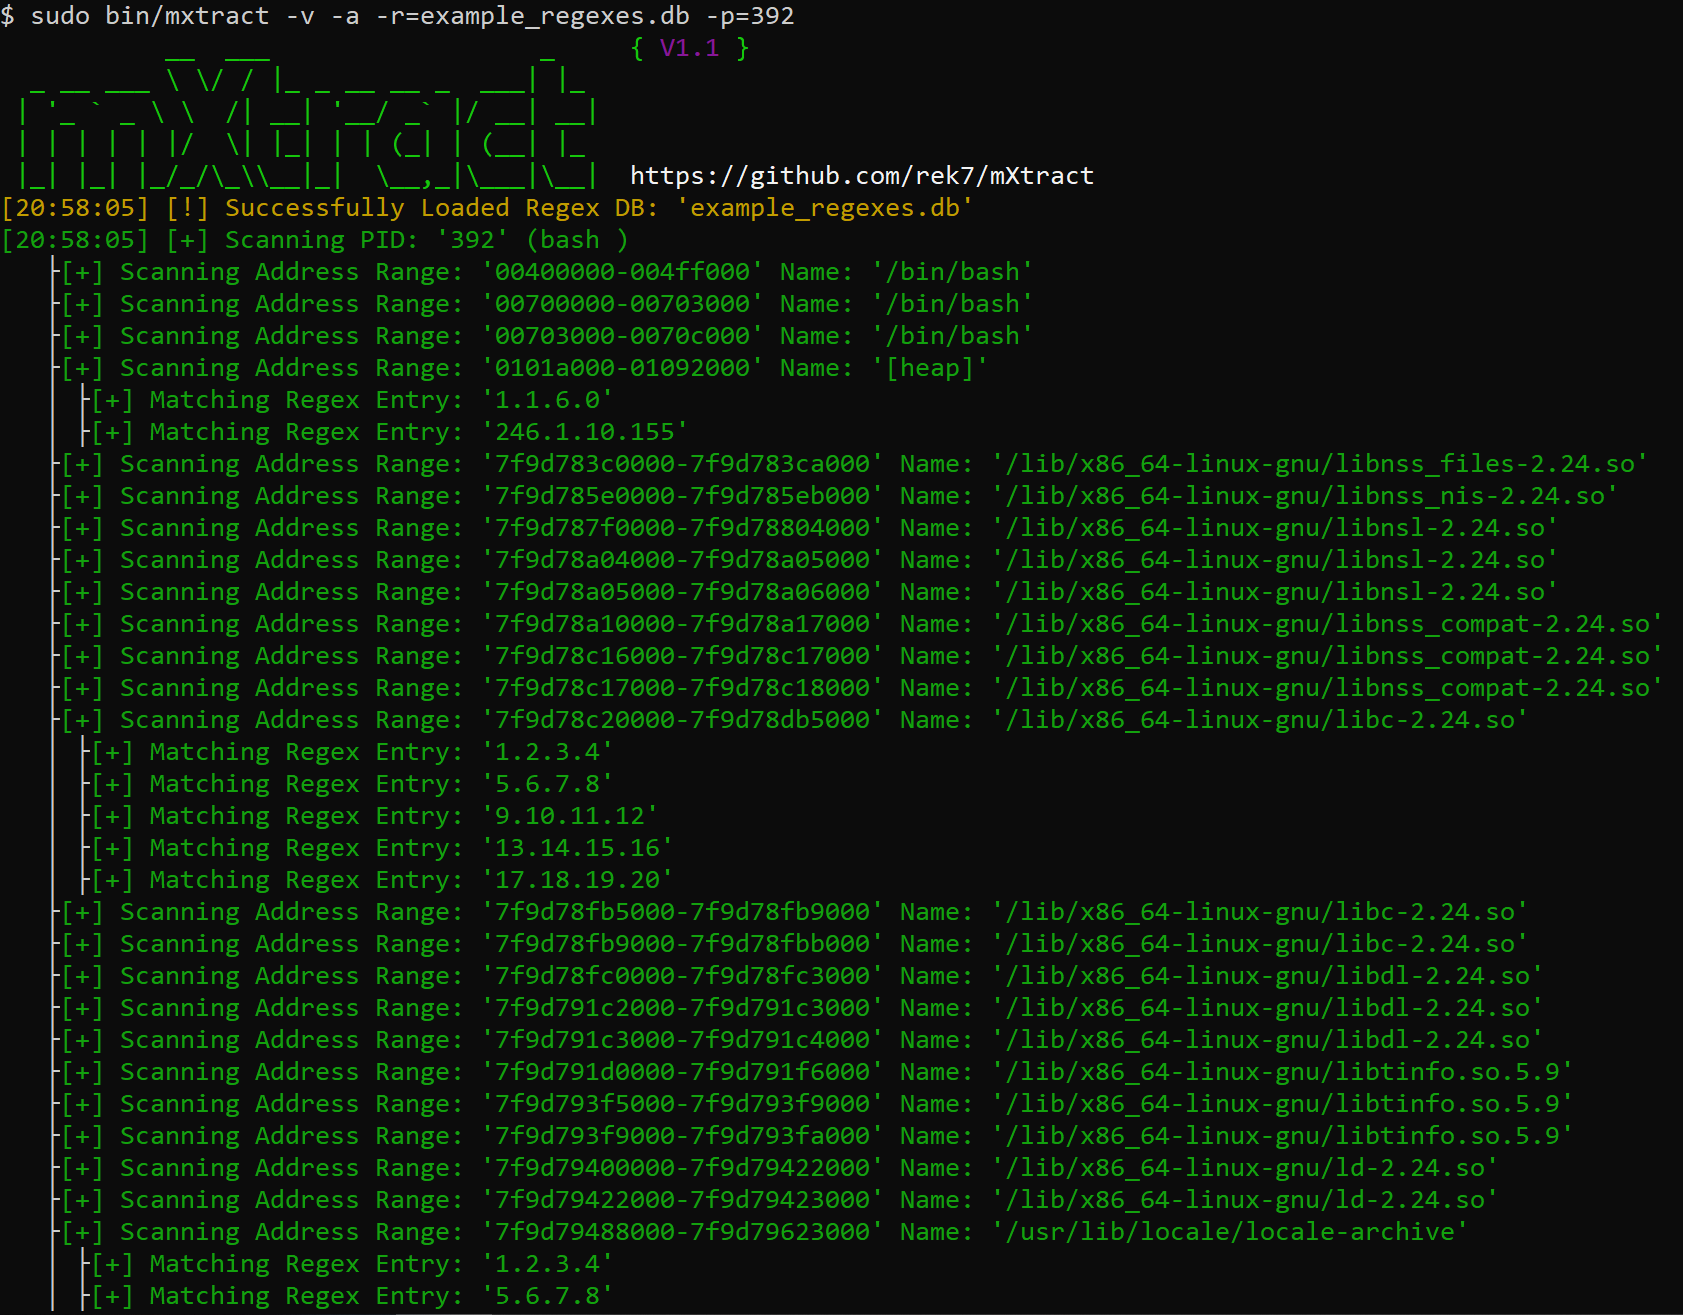 $ sudo bin/mxtract -v -a -r=example_regexes.db -p=392
{ V1.1 }
mXtract
https://github.com/rek7/mXtract
[20:58:05] [!] Successfully Loaded Regex DB: 'example_regexes.db'
[20:58:05] [+] Scanning PID: '392' (bash )
[+] Scanning Address Range: '00400000-004ff000' Name: '/bin/bash'
[+] Scanning Address Range: '00700000-00703000' Name: '/bin/bash'
[+] Scanning Address Range: '00703000-0070c000' Name: '/bin/bash'
[+] Scanning Address Range: '0101a000-01092000' Name: '[heap]'
[+] Matching Regex Entry: '1.1.6.0'
[+] Matching Regex Entry: '246.1.10.155'
[+] Scanning Address Range: '7f9d783c0000-7f9d783ca000' Name: '/lib/x86_64-linux-gnu/libnss_files-2.24.so'
[+] Scanning Address Range: '7f9d785e0000-7f9d785eb000' Name: '/lib/x86_64-linux-gnu/libnss_nis-2.24.so'
[+] Scanning Address Range: '7f9d787f0000-7f9d78804000' Name: '/lib/x86_64-linux-gnu/libnsl-2.24.so'
[+] Scanning Address Range: '7f9d78a04000-7f9d78a05000' Name: '/lib/x86_64-linux-gnu/libnsl-2.24.so'
[+] Scanning Address Range: '7f9d78a05000-7f9d78a06000' Name: '/lib/x86_64-linux-gnu/libnsl-2.24.so'
[+] Scanning Address Range: '7f9d78a10000-7f9d78a17000' Name: '/lib/x86_64-linux-gnu/libnss_compat-2.24.so'
[+] Scanning Address Range: '7f9d78c16000-7f9d78c17000' Name: '/lib/x86_64-linux-gnu/libnss_compat-2.24.so'
[+] Scanning Address Range: '7f9d78c17000-7f9d78c18000' Name: '/lib/x86_64-linux-gnu/libnss_compat-2.24.so'
[+] Scanning Address Range: '7f9d78c20000-7f9d78db5000' Name: '/lib/x86_64-linux-gnu/libc-2.24.so'
[+] Matching Regex Entry: '1.2.3.4'
[+] Matching Regex Entry: '5.6.7.8'
[+] Matching Regex Entry: '9.10.11.12'
[+] Matching Regex Entry: '13.14.15.16'
[+] Matching Regex Entry: '17.18.19.20'
[+] Scanning Address Range: '7f9d78fb5000-7f9d78fb9000' Name: '/lib/x86_64-linux-gnu/libc-2.24.so'
[+] Scanning Address Range: '7f9d78fb9000-7f9d78fbb000' Name: '/lib/x86_64-linux-gnu/libc-2.24.so'
[+] Scanning Address Range: '7f9d78fc0000-7f9d78fc3000' Name: '/lib/x86_64-linux-gnu/libdl-2.24.so'
[+] Scanning Address Range: '7f9d791c2000-7f9d791c3000' Name: '/lib/x86_64-linux-gnu/libdl-2.24.so'
[+] Scanning Address Range: '7f9d791c3000-7f9d791c4000' Name: '/lib/x86_64-linux-gnu/libdl-2.24.so'
[+] Scanning Address Range: '7f9d791d0000-7f9d791f6000' Name: '/lib/x86_64-linux-gnu/libtinfo.so.5.9'
[+] Scanning Address Range: '7f9d793f5000-7f9d793f9000' Name: '/lib/x86_64-linux-gnu/libtinfo.so.5.9'
[+] Scanning Address Range: '7f9d793f9000-7f9d793fa000' Name: '/lib/x86_64-linux-gnu/libtinfo.so.5.9'
[+] Scanning Address Range: '7f9d79400000-7f9d79422000' Name: '/lib/x86_64-linux-gnu/ld-2.24.so'
[+] Scanning Address Range: '7f9d79422000-7f9d79423000' Name: '/lib/x86_64-linux-gnu/ld-2.24.so'
[+] Scanning Address Range: '7f9d79488000-7f9d79623000' Name: '/usr/lib/locale/locale-archive'
[+] Matching Regex Entry: '1.2.3.4'
[+] Matching Regex Entry: '5.6.7.8'